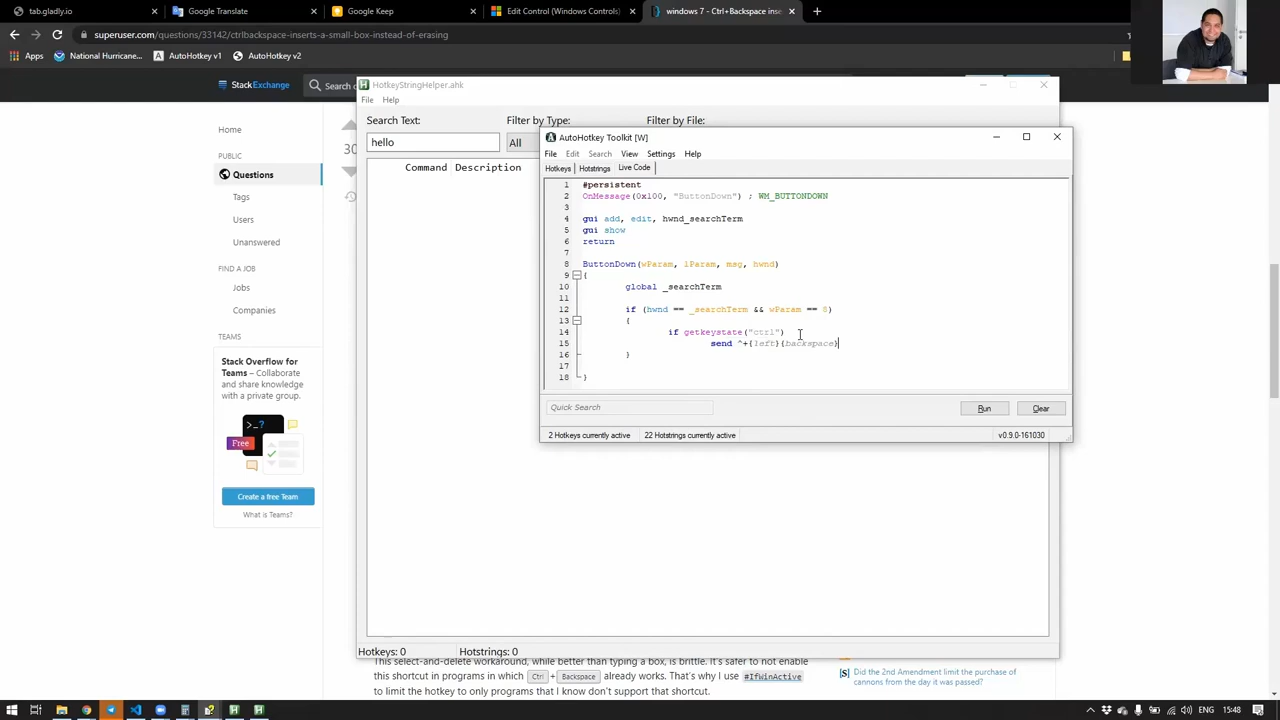 tab.gladly.io
Google Translate
Google Keep
Edit Control (Windows Controls)
windows 7 - Ctrl+Backspace inse
superuser.com/questions/33142/ctrlbackspace-inserts-a-small-box-instead-of-erasing
Apps
National Hurricane...
AutoHotkey v1
AutoHotkey v2
StackExchange
Search
Home
PUBLIC
Questions
Tags
Users
Unanswered
FIND A JOB
Jobs
Companies
TEAMS
Stack Overflow for
Teams – Collaborate
and share knowledge
with a private group.
Free
Create a free Team
What is Teams?
30
HotkeyStringHelper.ahk
File Help
Search Text: Filter by Type: Filter by File:
hello
All
Command Description
AutoHotkey Toolkit [W]
File Edit Search View Settings Help
Hotkeys Hotstrings Live Code
1 #persistent
2 OnMessage(0x100, "ButtonDown") ; WM_BUTTONDOWN
3
4 gui add, edit, hwnd_searchTerm
5 gui show
6 return
7
8 ButtonDown(wParam, lParam, msg, hwnd)
9 {
10 global _searchTerm
11
12 if (hwnd == _searchTerm && wParam == 8)
13 {
14 if getkeystate("ctrl")
15 send ^+{left}{backspace}
16 }
17
18 }
Quick Search
Run
Clear
2 Hotkeys currently active
22 Hotstrings currently active
v0.9.0-161030
Hotkeys: 0
Hotstrings: 0
This select-and-delete workaround, while better than typing a box, is brittle. It's safer to not enable
this shortcut in programs in which Ctrl + Backspace already works. That's why I use #IfWinActive
to limit the hotkey to only programs that I know don't support that shortcut.
Did the 2nd Amendment limit the purchase of
cannons from the day it was passed?
ENG
15:48